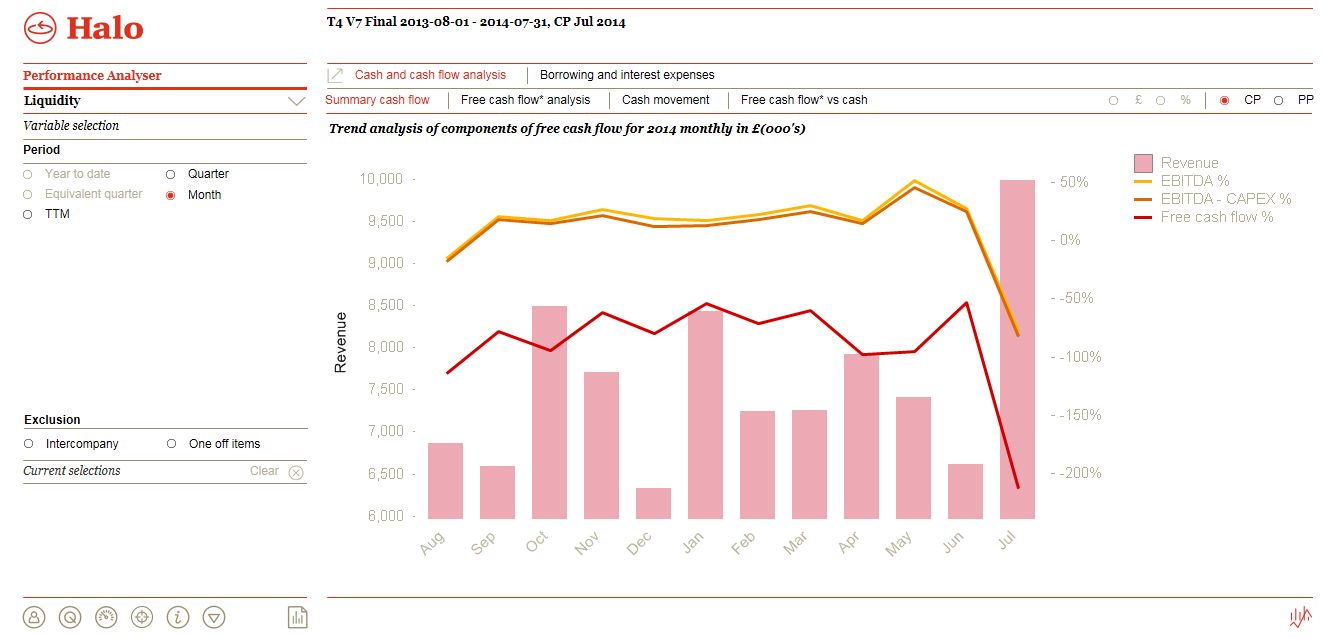 Halo
T4 V7 Final 2013-08-01 - 2014-07-31, CP Jul 2014
Performance Analyser
Liquidity
Variable selection
Period
Year to date
Quarter
Equivalent quarter
Month
TTM
Exclusion
Intercompany
One off items
Current selections
Clear
Cash and cash flow analysis
Borrowing and interest expenses
Summary cash flow
Free cash flow* analysis
Cash movement
Free cash flow* vs cash
£
%
CP
PP
Trend analysis of components of free cash flow for 2014 monthly in £(000's)
Revenue
EBITDA %
EBITDA - CAPEX %
Free cash flow %
Revenue
10,000 -
9,500 -
9,000 -
8,500 -
8,000 -
7,500 -
7,000 -
6,500 -
6,000 -
- 50%
- 0%
- -50%
- -100%
- -150%
- -200%
Aug
Sep
Oct
Nov
Dec
Jan
Feb
Mar
Apr
May
Jun
Jul